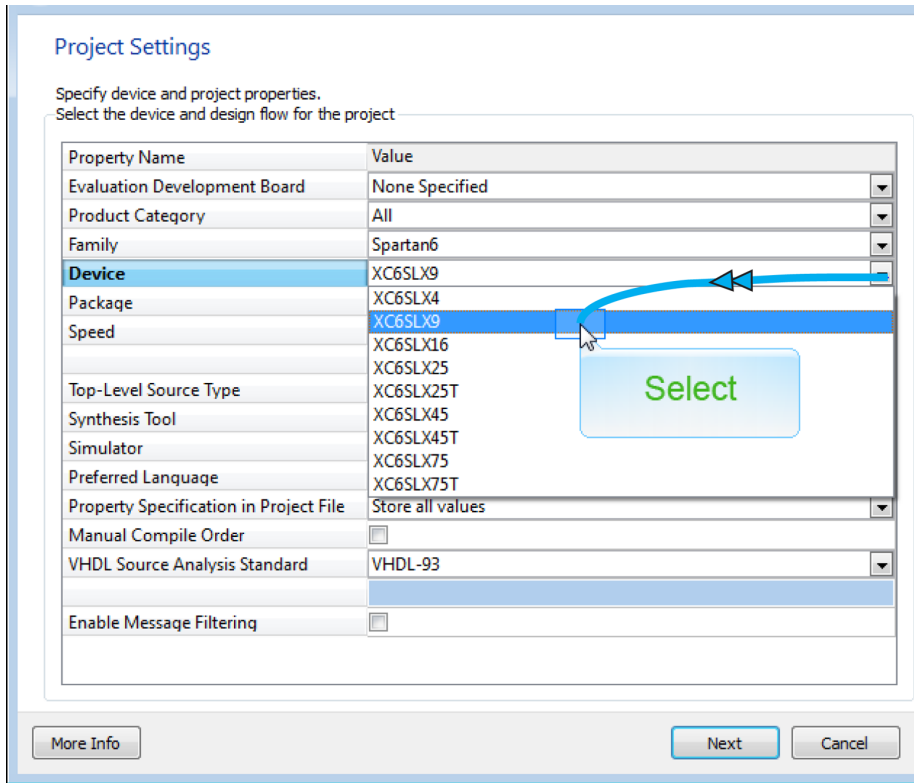 Project Settings
Specify device and project properties.
Select the device and design flow for the project
Property Name Value
Evaluation Development Board None Specified
Product Category All
Family Spartan6
Device XC6SLX9
Package XC6SLX4
XC6SLX9
Speed XC6SLX16
XC6SLX25
Top-Level Source Type XC6SLX25T
Synthesis Tool XC6SLX45
Simulator XC6SLX45T
XC6SLX75
Preferred Language XC6SLX75T
Select
Property Specification in Project File Store all values
Manual Compile Order
VHDL Source Analysis Standard VHDL-93
Enable Message Filtering
More Info Next Cancel